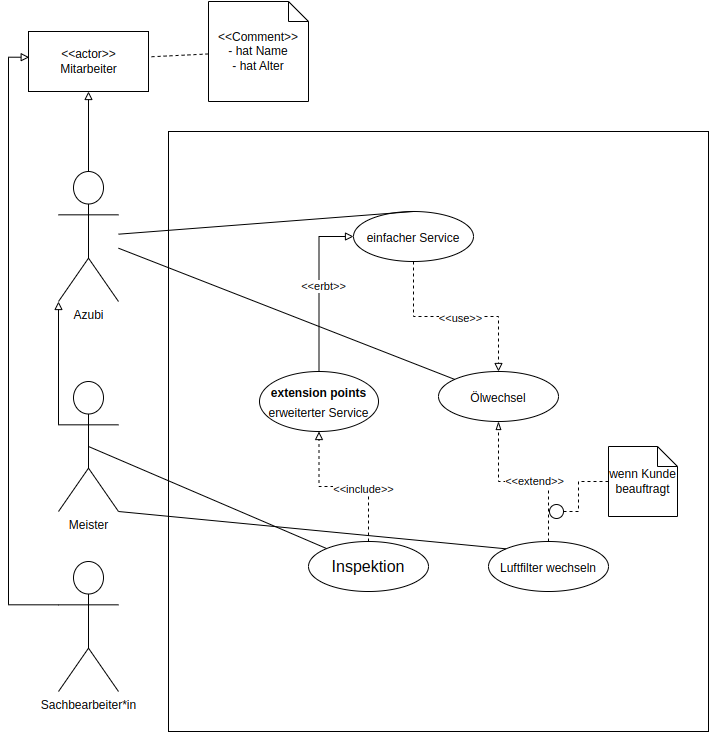 <<actor>>
Mitarbeiter
<<Comment>>
- hat Name
- hat Alter
einfacher Service
<<erbt>>
Azubi
<<use>>
extension points
erweiterter Service
Ölwechsel
wenn Kunde
beauftragt
<<extend>>
<<include>>
Meister
Inspektion
Luftfilter wechseln
Sachbearbeiter*in